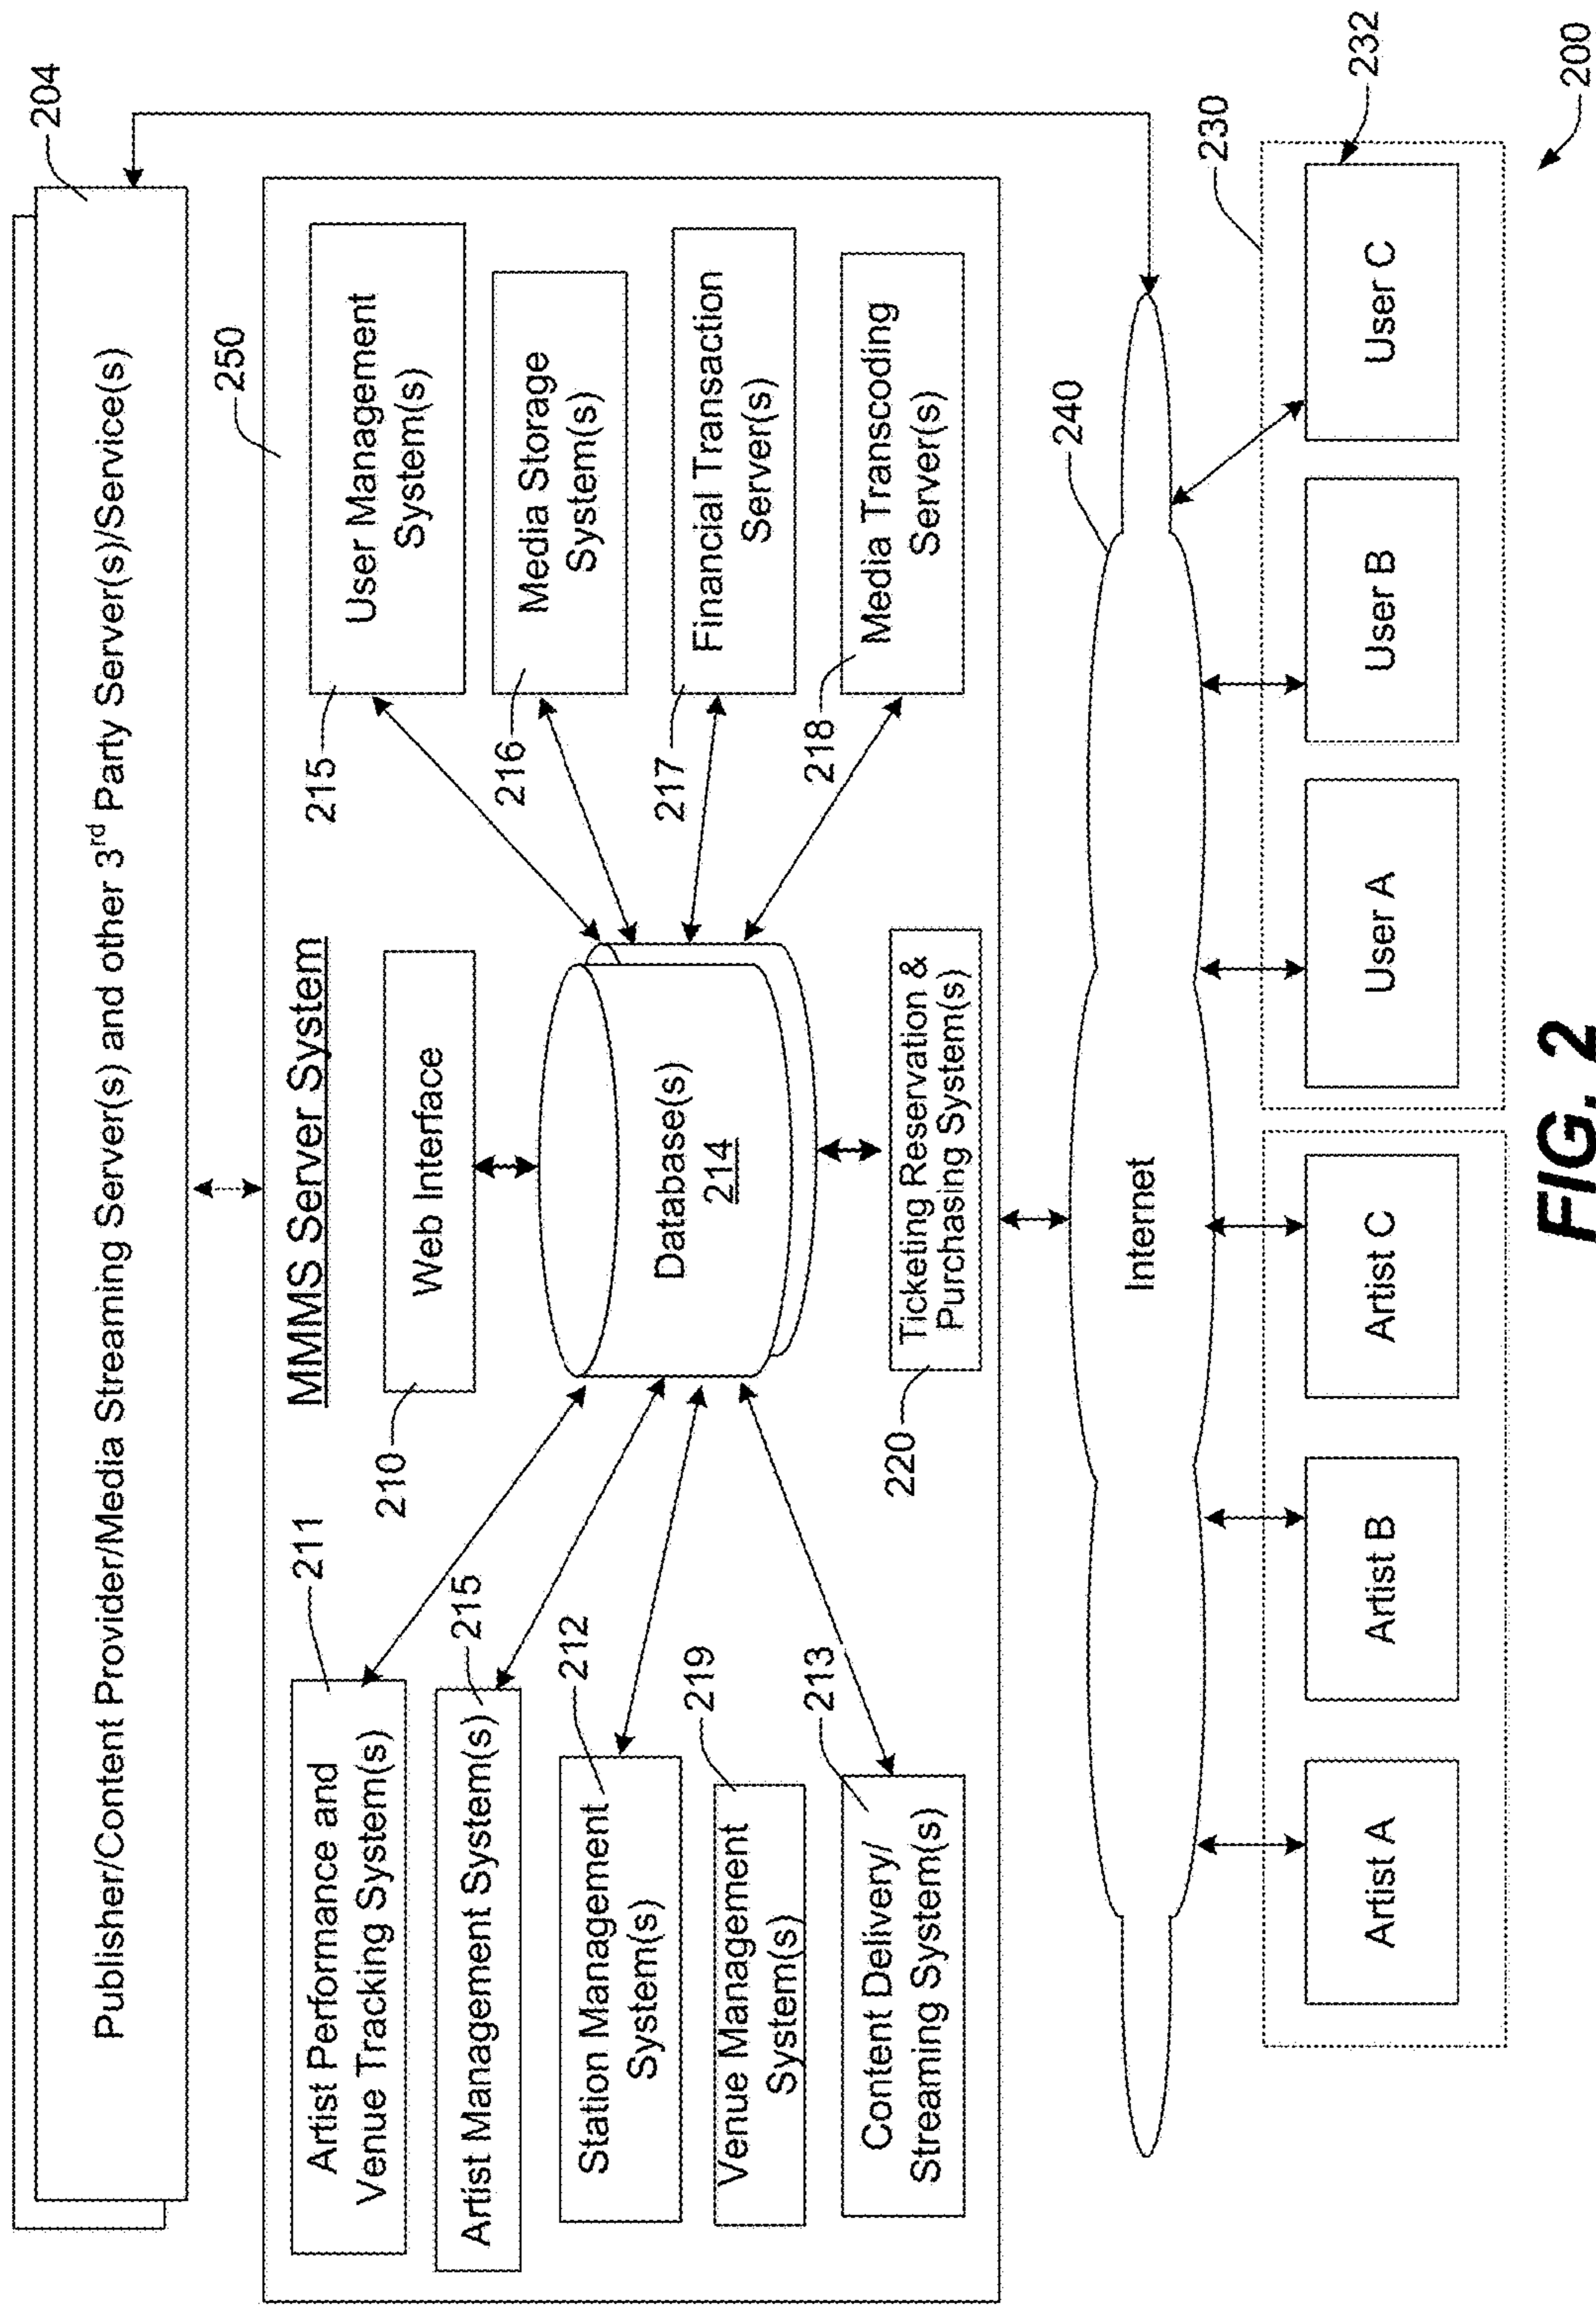 204
Publisher/Content Provider/Media Streaming Server(s) and other 3rd Party Server(s)/Service(s)
250
MMMS Server System
211
Artist Performance and
Venue Tracking System(s)
215
Artist Management System(s)
212
Station Management
System(s)
219
Venue Management
System(s)
213
Content Delivery/
Streaming System(s)
210
Web Interface
Database(s)
214
220
Ticketing Reservation &
Purchasing System(s)
215
User Management
System(s)
216
Media Storage
System(s)
217
Financial Transaction
Server(s)
218
Media Transcoding
Server(s)
240
Internet
230
232
Artist A
Artist B
Artist C
User A
User B
User C
200
FIG. 2